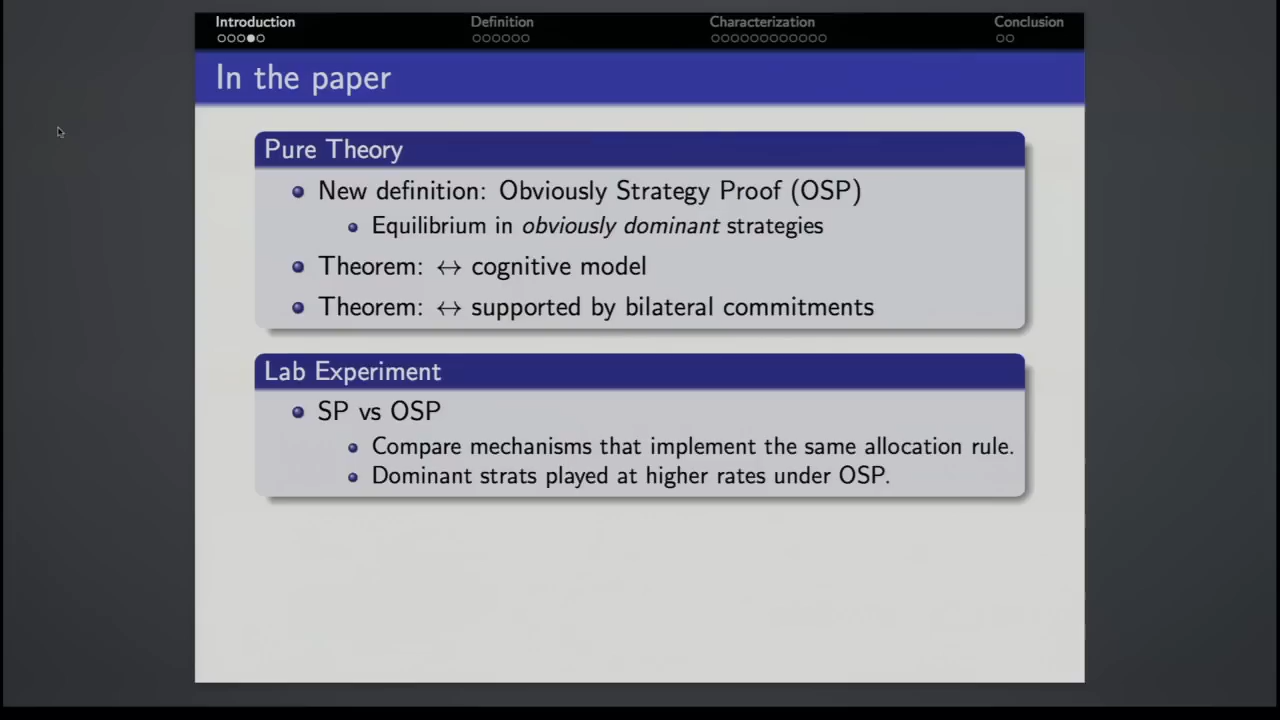 Introduction
Definition
Characterization
Conclusion
In the paper
Pure Theory
New definition: Obviously Strategy Proof (OSP)
Equilibrium in obviously dominant strategies
Theorem: ↔ cognitive model
Theorem: ↔ supported by bilateral commitments
Lab Experiment
SP vs OSP
Compare mechanisms that implement the same allocation rule.
Dominant strats played at higher rates under OSP.